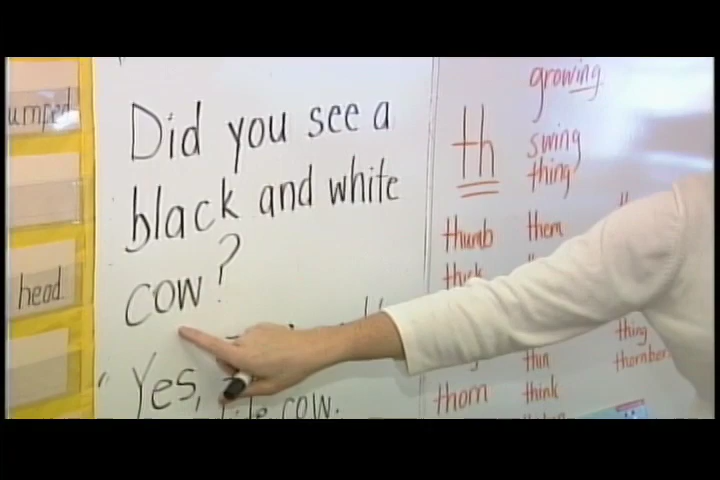 umped
head
Did you see a
black and white
cow?
" Yes,
cow.
growing
th
swing
thing
thumb
them
thing
thin
thorn
think